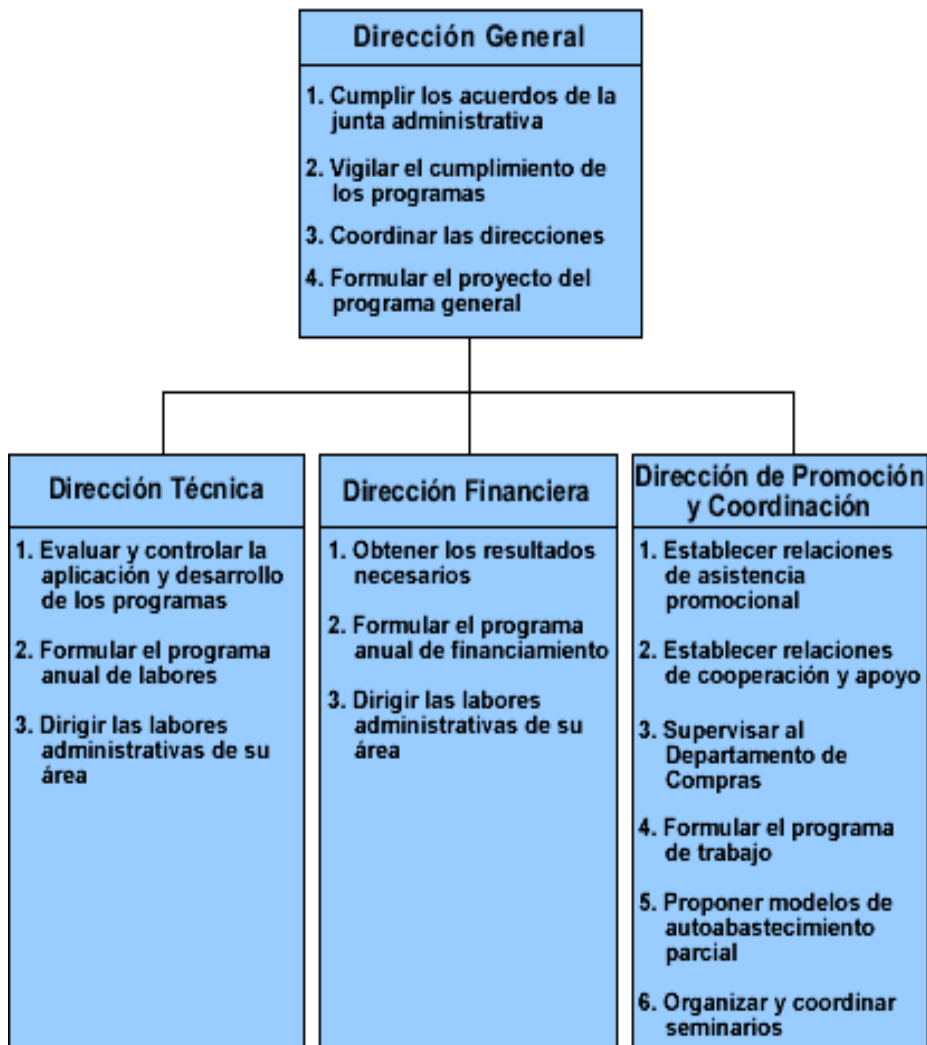 Dirección General
1. Cumplir los acuerdos de la
junta administrativa
2. Vigilar el cumplimiento de
los programas
3. Coordinar las direcciones
4. Formular el proyecto del
programa general
Dirección Técnica
1. Evaluar y controlar la
aplicación y desarrollo
de los programas
2. Formular el programa
anual de labores
3. Dirigir las labores
administrativas de su
área
Dirección Financiera
1. Obtener los resultados
necesarios
2. Formular el programa
anual de financiamiento
3. Dirigir las labores
administrativas de su
área
Dirección de Promoción
y Coordinación
1. Establecer relaciones
de asistencia
promocional
2. Establecer relaciones
de cooperación y apoyo
3. Supervisar al
Departamento de
Compras
4. Formular el programa
de trabajo
5. Proponer modelos de
autoabastecimiento
parcial
6. Organizar y coordinar
seminarios